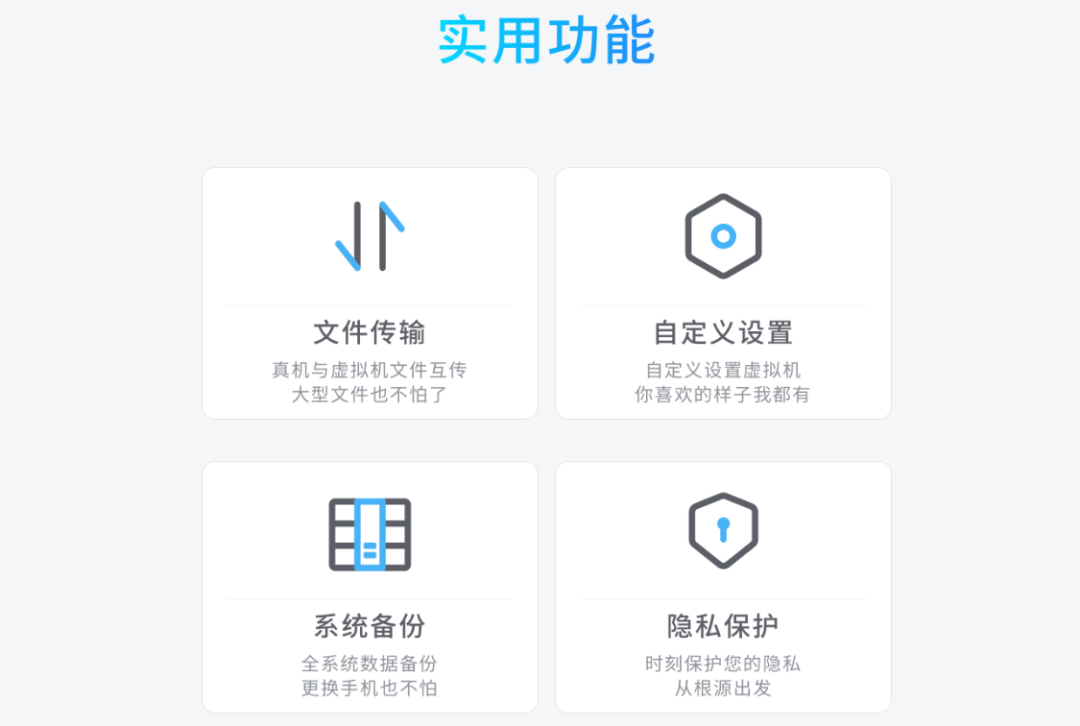 实用功能
文件传输
真机与虚拟机文件互传
大型文件也不怕了
自定义设置
自定义设置虚拟机
你喜欢的样子我都有
系统备份
全系统数据备份
更换手机也不怕
隐私保护
时刻保护您的隐私
从根源出发